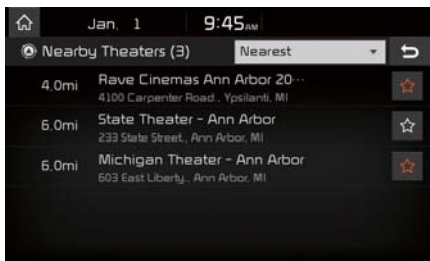 Jan. 1 9:45 AM
Nearby Theaters (3) Nearest
4.0mi Rave Cinemas Ann Arbor 20...
4100 Carpenter Road., Ypsilanti, MI
6.0mi State Theater - Ann Arbor
233 State Street., Ann Arbor, MI
6.0mi Michigan Theater - Ann Arbor
603 East Liberty., Ann Arbor, MI